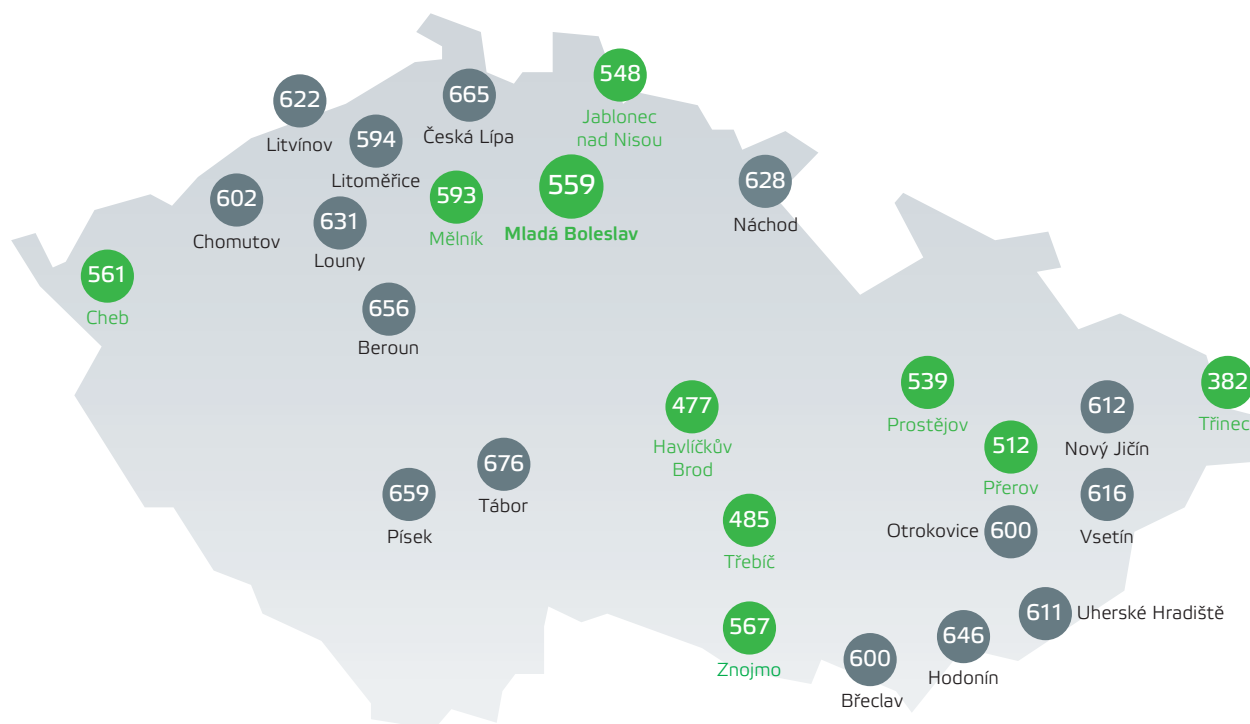 548
Jablonec
nad Nisou
665
Česká Lípa
622
Litvínov
594
Litoměřice
559
Mladá Boleslav
628
Náchod
593
Mělník
602
Chomutov
631
Louny
561
Cheb
656
Beroun
539
Prostějov
382
Třinec
477
Havlíčkův
Brod
612
Nový Jičín
512
Přerov
676
Tábor
659
Písek
616
Vsetín
485
Třebíč
Otrokovice
600
611
Uherské Hradiště
567
Znojmo
646
Hodonín
600
Břeclav